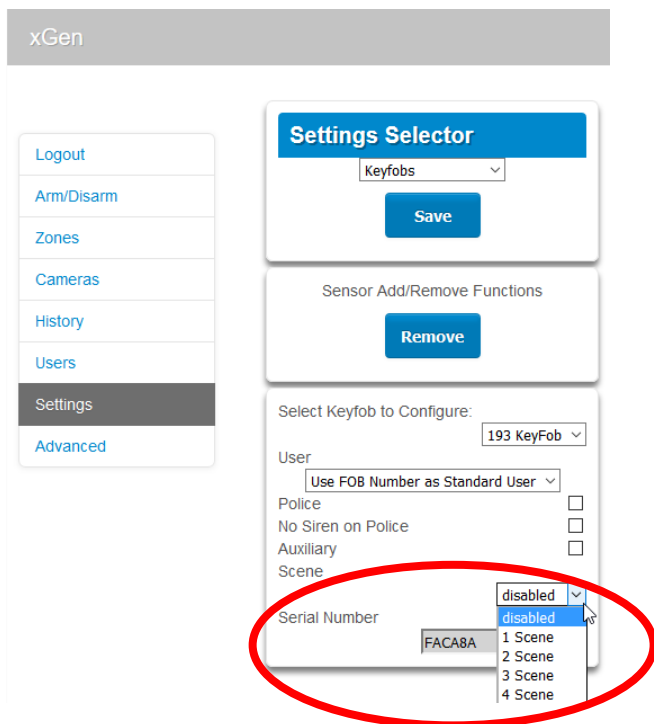 xGen
Logout
Arm/Disarm
Zones
Cameras
History
Users
Settings
Advanced
Settings Selector
Keyfobs
Save
Sensor Add/Remove Functions
Remove
Select Keyfob to Configure:
193 KeyFob
User
Use FOB Number as Standard User
Police
No Siren on Police
Auxiliary
Scene
disabled
disabled
1 Scene
2 Scene
3 Scene
4 Scene
Serial Number
FACA8A